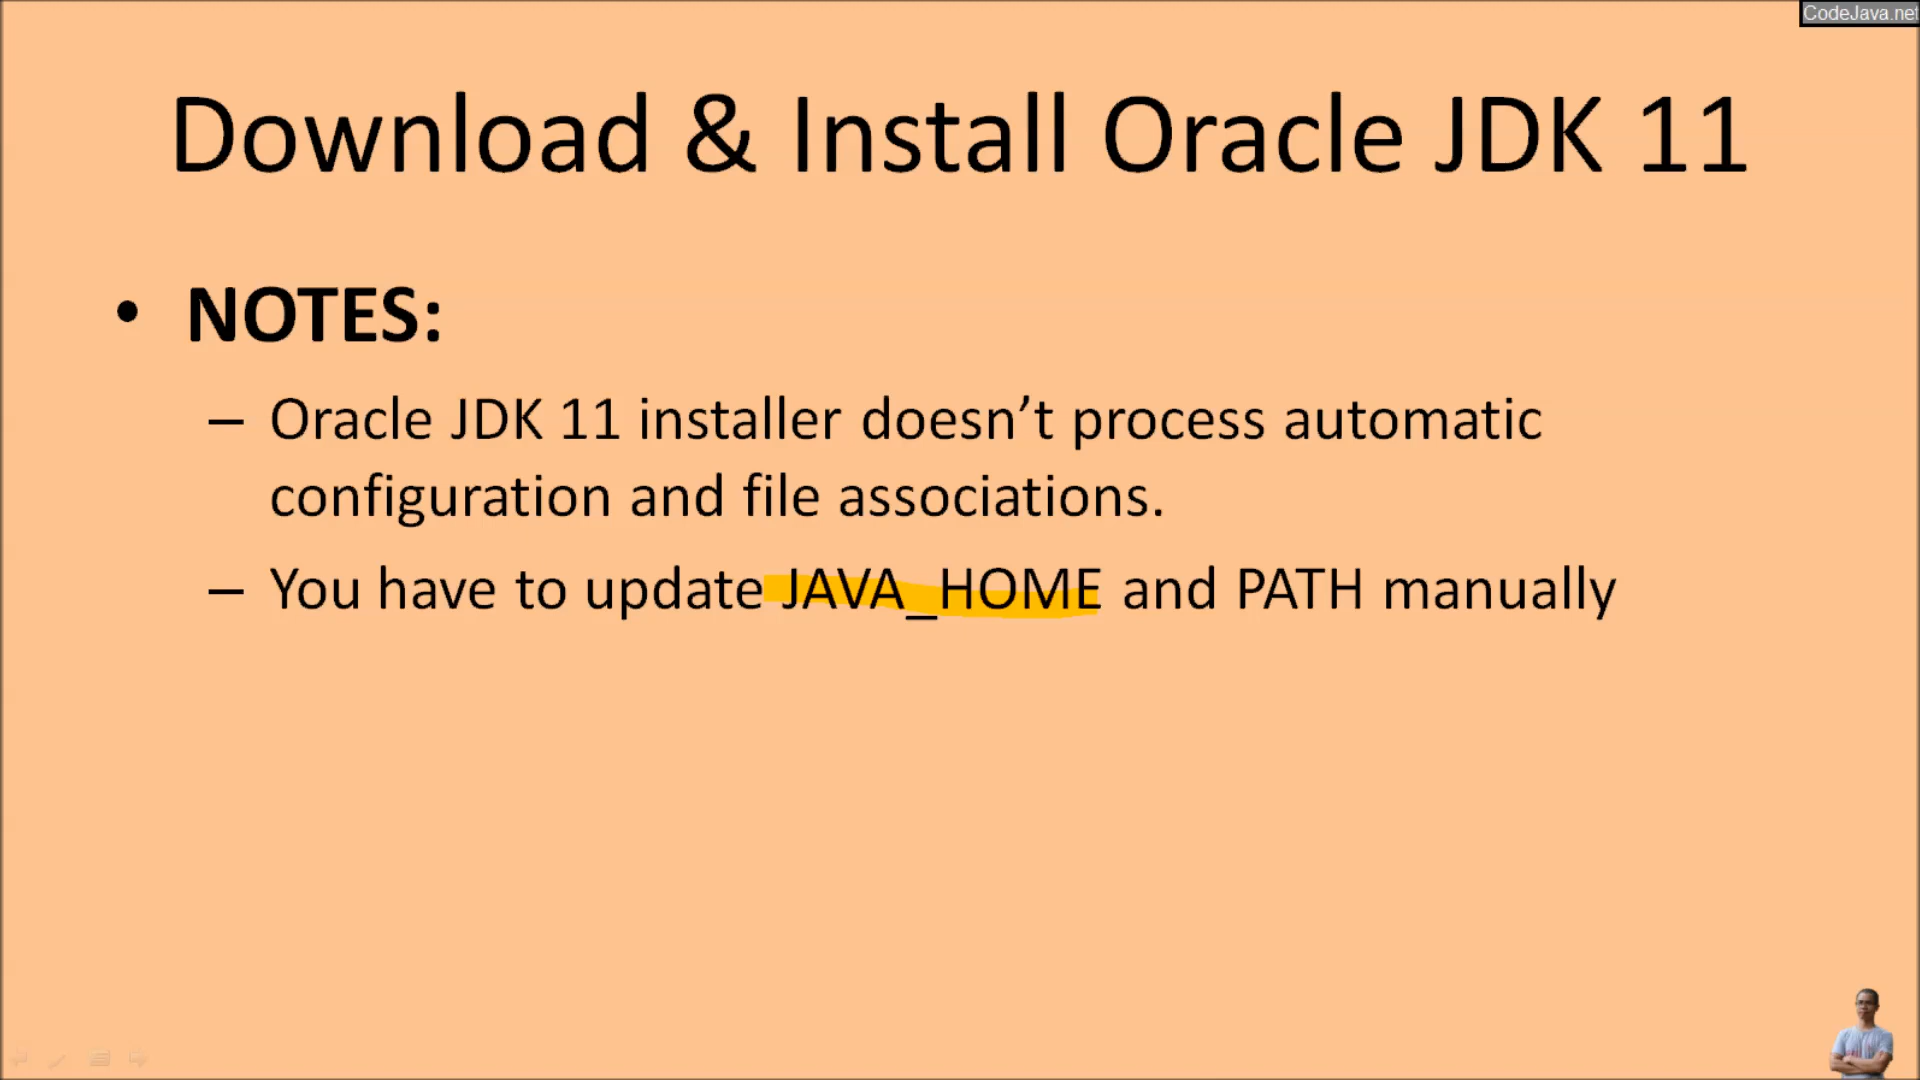 CodeJava.net
Download & Install Oracle JDK 11
• NOTES:
– Oracle JDK 11 installer doesn’t process automatic
configuration and file associations.
– You have to update JAVA_HOME and PATH manually